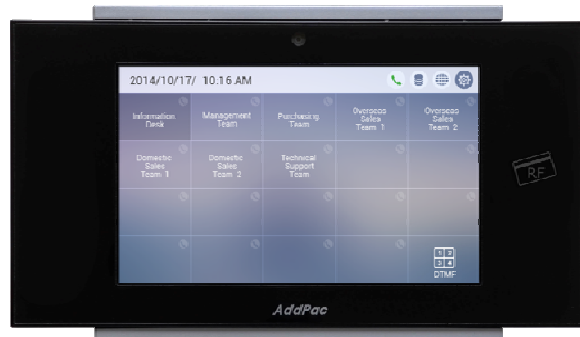 2014/10/17/ 10.16 AM
Information
Desk
Management
Team
Purchasing
Team
Overseas
Sales
Team 1
Overseas
Sales
Team 2
Domestic
Sales
Team 1
Domestic
Sales
Team 2
Technical
Support
Team
RF
1 2
3 4
DTMF
AddPac